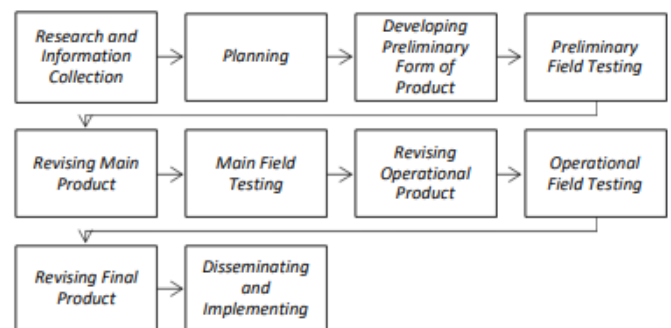 Research and
Information
Collection
Planning
Developing
Preliminary
Form of
Product
Preliminary
Field Testing
Revising Main
Product
Main Field
Testing
Revising
Operational
Product
Operational
Field Testing
Revising Final
Product
Disseminating
and
Implementing